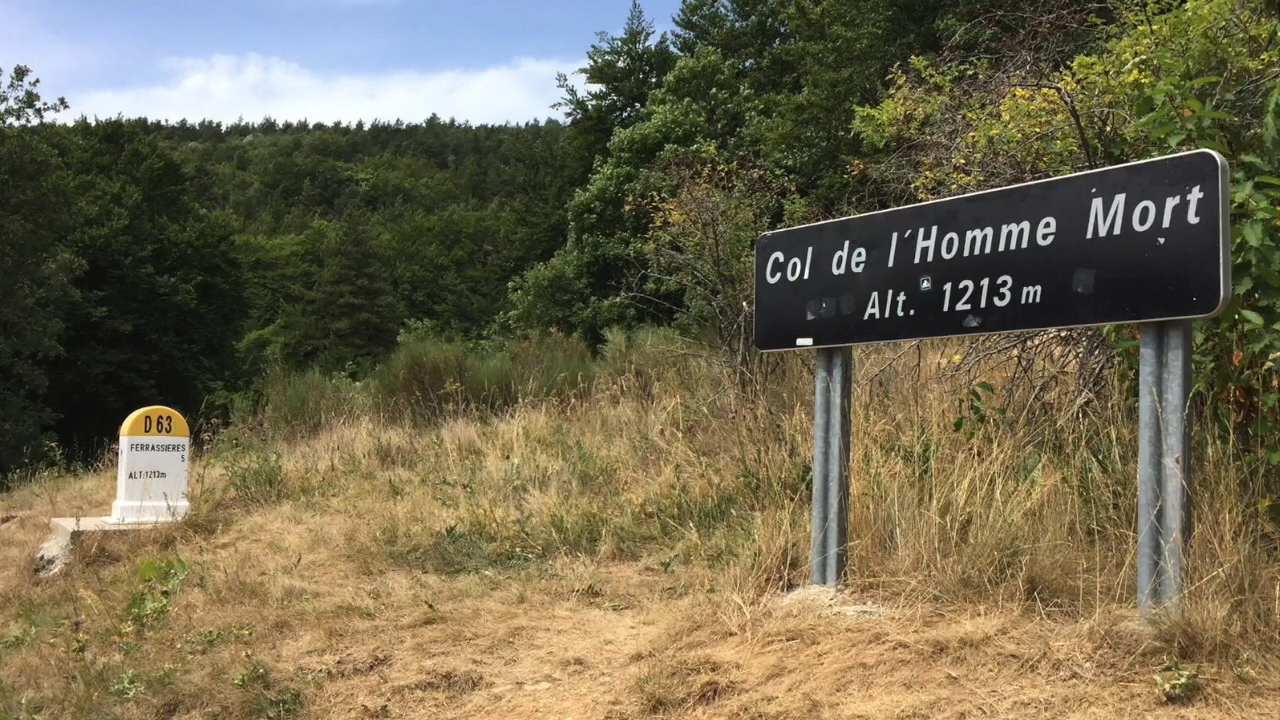 D 63
FERRASSIERES
5
ALT:1213m
Col de l'Homme Mort
Alt. 1213 m